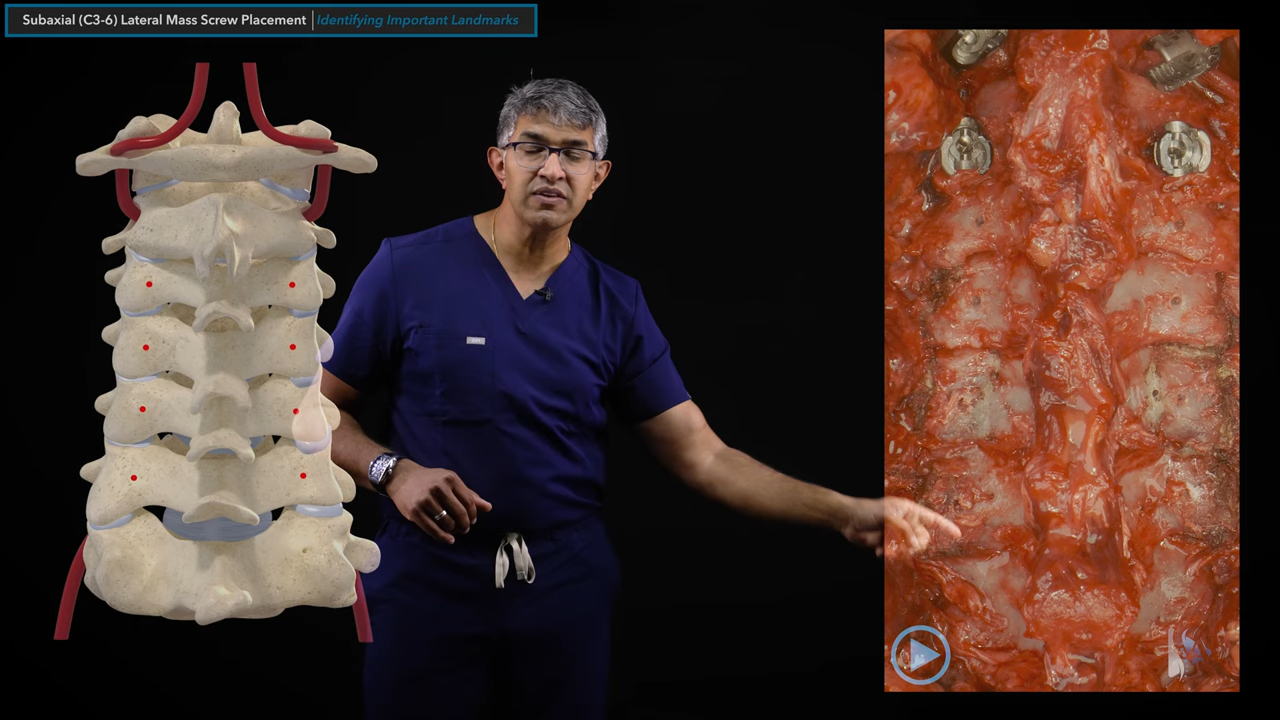 Subaxial (C3-6) Lateral Mass Screw Placement | Identifying Important Landmarks